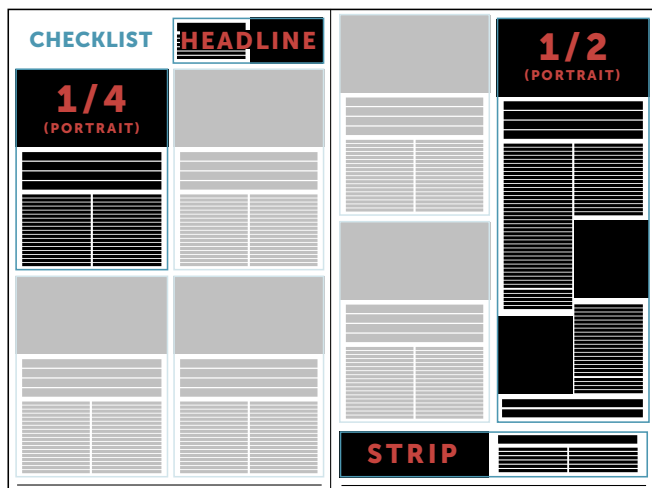 CHECKLIST
HEADLINE
1/4
(PORTRAIT)
1/2
(PORTRAIT)
STRIP